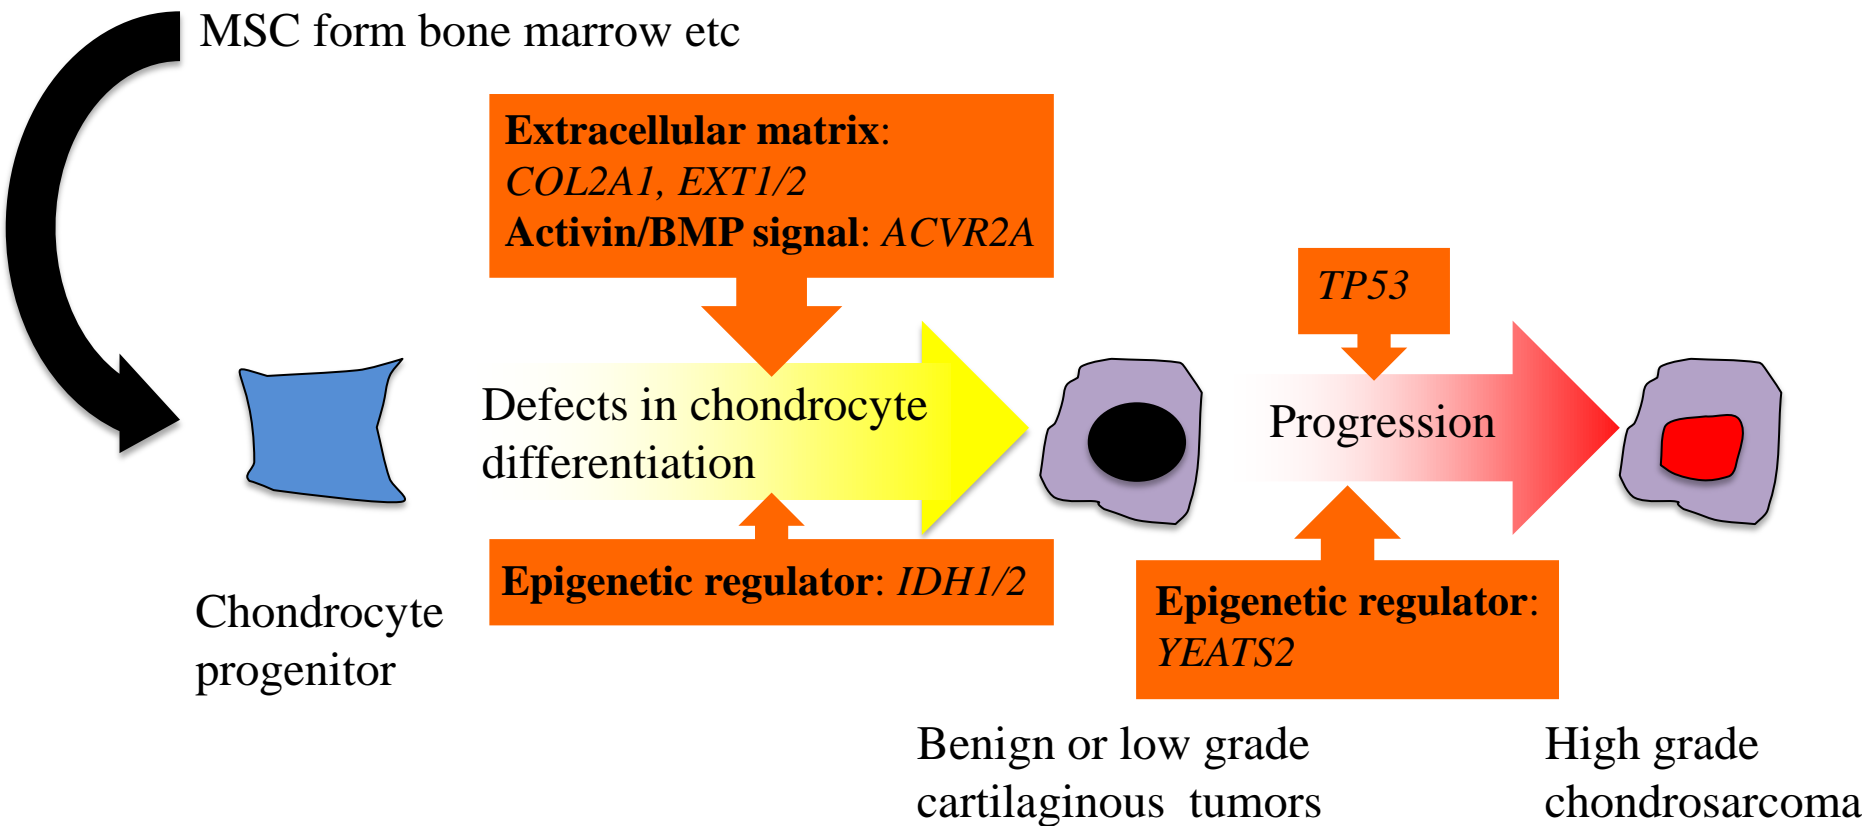 MSC form bone marrow etc
Extracellular matrix:
COL2A1, EXT1/2
Activin/BMP signal: ACVR2A
TP53
Defects in chondrocyte
differentiation
Progression
Epigenetic regulator: IDH1/2
Epigenetic regulator:
YEATS2
Chondrocyte
progenitor
Benign or low grade
cartilaginous tumors
High grade
chondrosarcoma